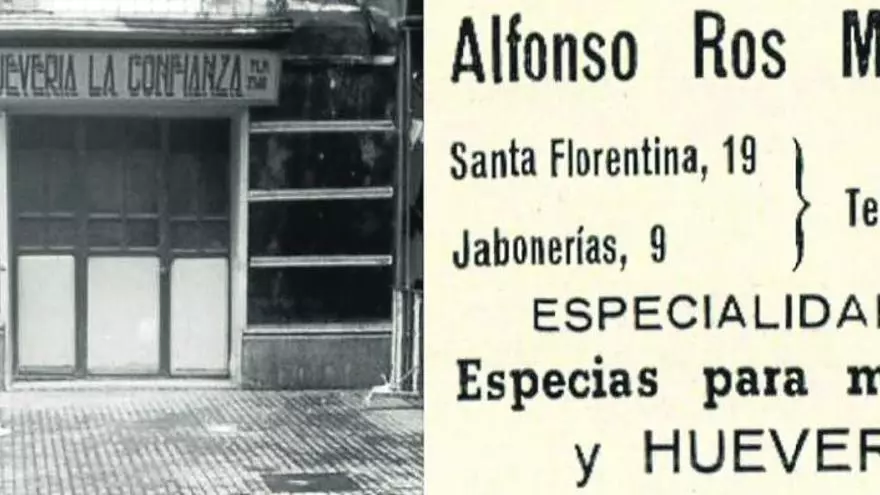 UEVERIA LA CONFIANZA
Alfonso Ros M
Santa Florentina, 19
Jabonerías, 9
Te
ESPECIALIDA
Especias para m
y HUEVER